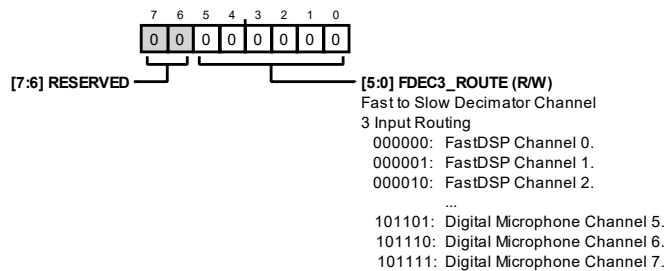 7 6 5 4 3 2 1 0
0 0 0 0 0 0 0 0
[7:6] RESERVED
[5:0] FDEC3_ROUTE (R/W)
Fast to Slow Decimator Channel
3 Input Routing
000000: FastDSP Channel 0.
000001: FastDSP Channel 1.
000010: FastDSP Channel 2.
...
101101: Digital Microphone Channel 5.
101110: Digital Microphone Channel 6.
101111: Digital Microphone Channel 7.